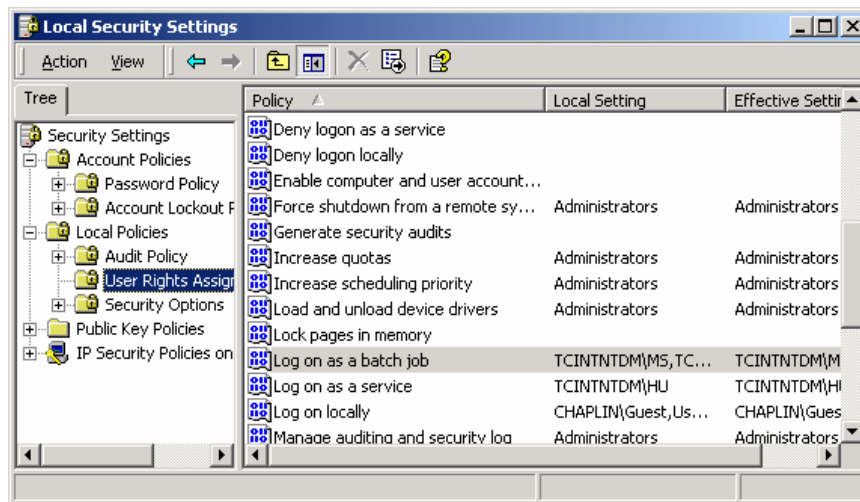 Local Security Settings
Action View
Tree
Security Settings
Account Policies
Password Policy
Account Lockout P
Local Policies
Audit Policy
User Rights Assign
Security Options
Public Key Policies
IP Security Policies on
Policy Local Setting Effective Settin
Deny logon as a service
Deny logon locally
Enable computer and user account...
Force shutdown from a remote sy... Administrators Administrators
Generate security audits
Increase quotas Administrators Administrators
Increase scheduling priority Administrators Administrators
Load and unload device drivers Administrators Administrators
Lock pages in memory
Log on as a batch job TCINTNTDM\MS,TC... TCINTNTDM\M
Log on as a service TCINTNTDM\HU TCINTNTDM\H
Log on locally CHAPLIN\Guest,Us... CHAPLIN\Gues
Manage auditing and security log Administrators Administrators